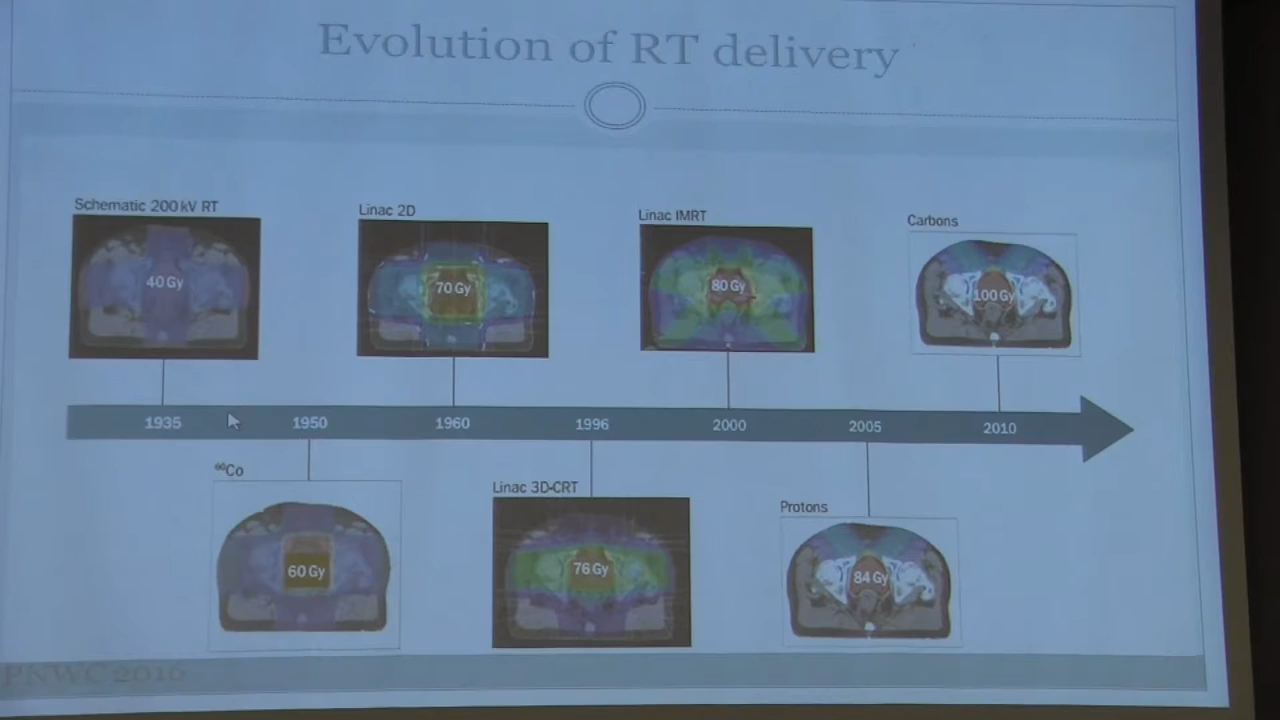 Evolution of RT delivery
Schematic 200 kV RT
Linac 2D
Linac IMRT
Carbons
40 Gy
70 Gy
80 Gy
100 Gy
1935
1950
1960
1996
2000
2005
2010
⁶⁰Co
Linac 3D-CRT
Protons
60 Gy
76 Gy
84 Gy
PNWC 2016